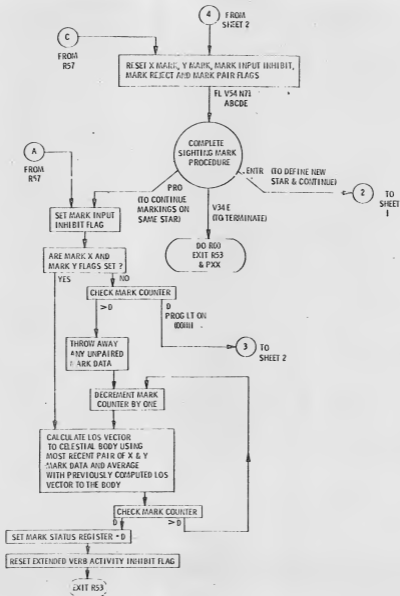 4
FROM
SHEET 2
C
FROM
R57
RESET X MARK, Y MARK, MARK INPUT INHIBIT,
MARK REJECT AND MARK PAIR FLAGS
FL V54 N71
ABCDE
COMPLETE
SIGHTING MARK
PROCEDURE
A
FROM
R57
ENTR
(TO DEFINE NEW
STAR & CONTINUE)
2
TO
SHEET
1
PRO
(TO CONTINUE
MARKINGS ON
SAME STAR)
V34 E
(TO TERMINATE)
SET MARK INPUT
INHIBIT FLAG
DO R00
EXIT R53
& PXX
ARE MARK X AND
MARK Y FLAGS SET ?
YES
NO
CHECK MARK COUNTER
>D
D
PROG LT ON
3
TO
SHEET 2
THROW AWAY
ANY UNPAIRED
MARK DATA
DECREMENT MARK
COUNTER BY ONE
CALCULATE LOS VECTOR
TO CELESTIAL BODY USING
MOST RECENT PAIR OF X & Y
MARK DATA AND AVERAGE
WITH PREVIOUSLY COMPUTED LOS
VECTOR TO THE BODY
CHECK MARK COUNTER
D
>D
SET MARK STATUS REGISTER = D
RESET EXTENDED VERB ACTIVITY INHIBIT FLAG
EXIT R53